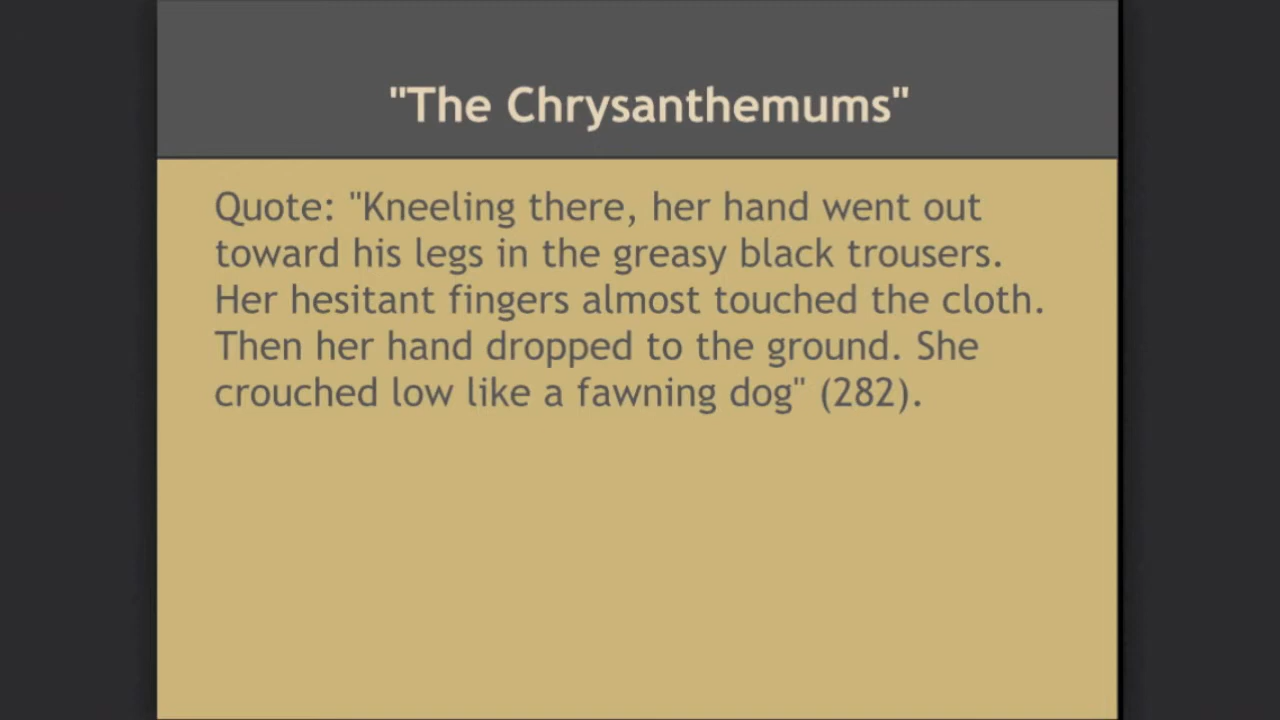 "The Chrysanthemums"
Quote: "Kneeling there, her hand went out
toward his legs in the greasy black trousers.
Her hesitant fingers almost touched the cloth.
Then her hand dropped to the ground. She
crouched low like a fawning dog" (282).